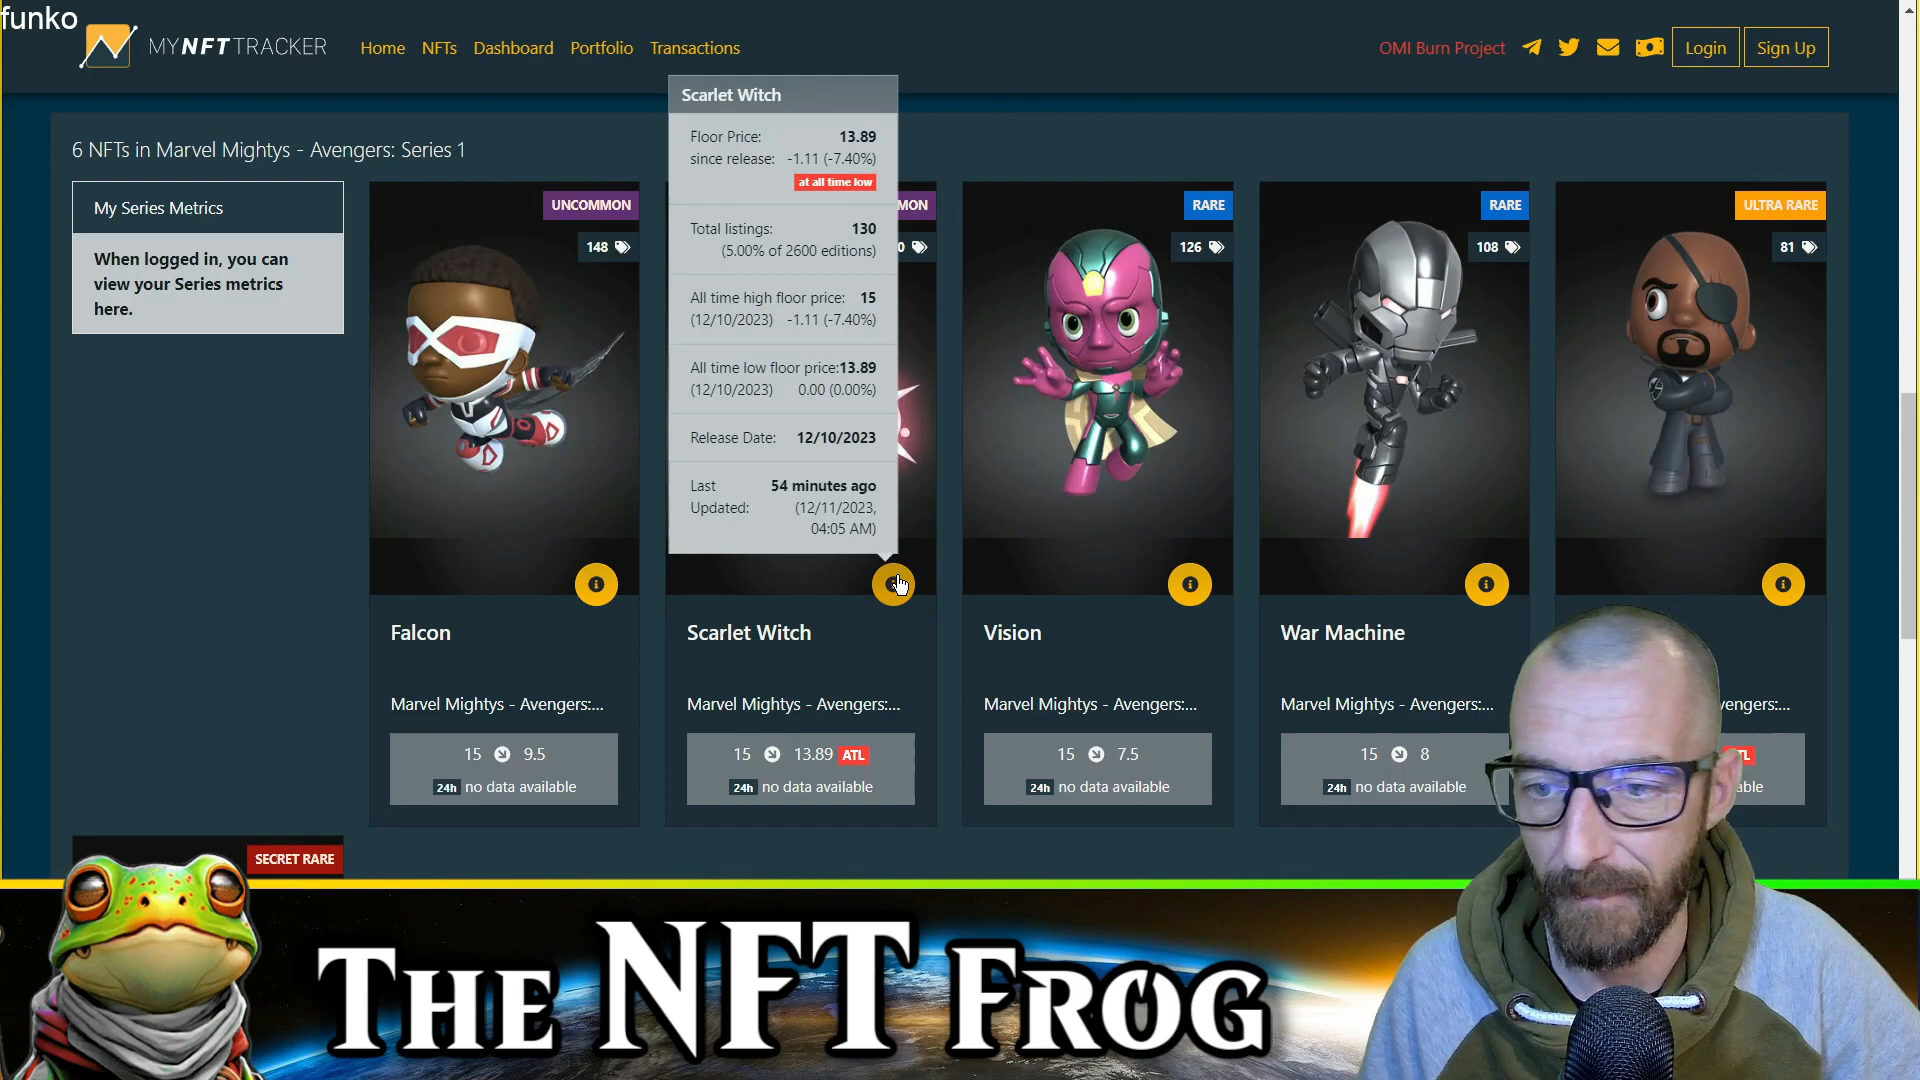 funko
MYNFTTRACKER
Home NFTs Dashboard Portfolio Transactions
OMI Burn Project
Login
Sign Up
6 NFTs in Marvel Mightys - Avengers: Series 1
My Series Metrics
When logged in, you can
view your Series metrics
here.
UNCOMMON
148
Scarlet Witch
Floor Price: 13.89
since release: -1.11 (-7.40%)
at all time low
Total listings: 130
(5.00% of 2600 editions)
All time high floor price: 15
(12/10/2023) -1.11 (-7.40%)
All time low floor price: 13.89
(12/10/2023) 0.00 (0.00%)
Release Date: 12/10/2023
Last 54 minutes ago
Updated: (12/11/2023,
04:05 AM)
MON
0
RARE
126
RARE
108
ULTRA RARE
81
Falcon
Marvel Mightys - Avengers:...
15 9.5
24h no data available
Scarlet Witch
Marvel Mightys - Avengers:...
15 13.89 ATL
24h no data available
Vision
Marvel Mightys - Avengers:...
15 7.5
24h no data available
War Machine
Marvel Mightys - Avengers:...
15 8
24h no data available
vengers:...
TL
able
SECRET RARE
THE NFT FROG